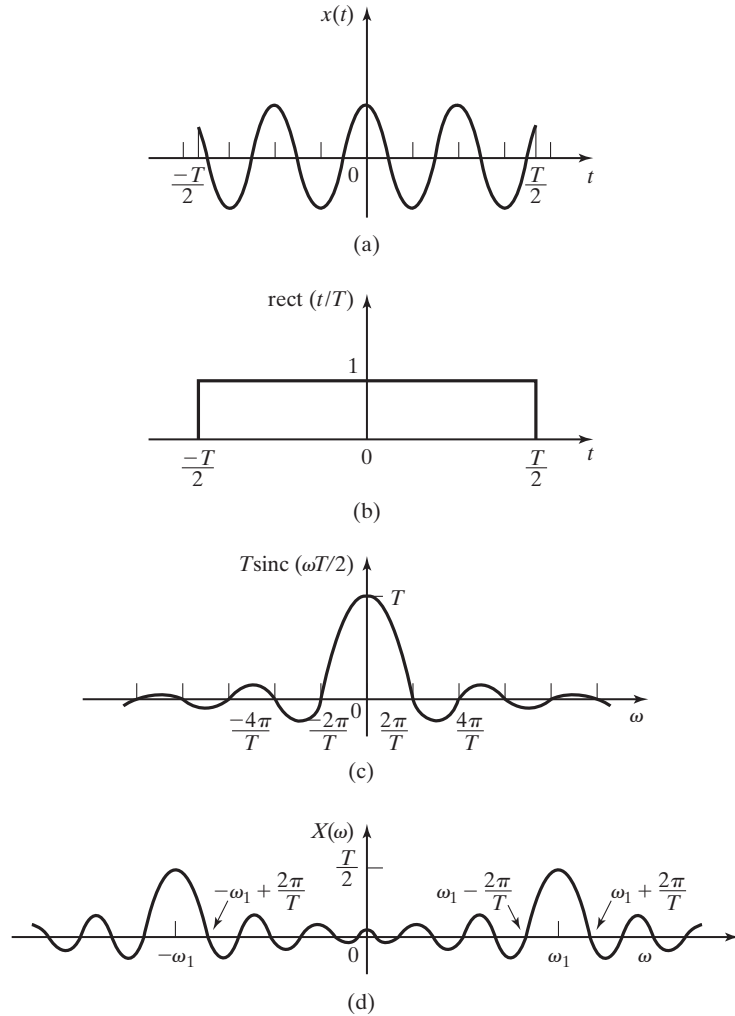 x(t)
−T/2
0
T/2
t
(a)
rect (t/T)
1
−T/2
0
T/2
t
(b)
T sinc (ωT/2)
T
0
−4π/T
−2π/T
2π/T
4π/T
ω
(c)
X(ω)
T/2
−ω₁ + 2π/T
ω₁ − 2π/T
ω₁ + 2π/T
−ω₁
0
ω₁
ω
(d)